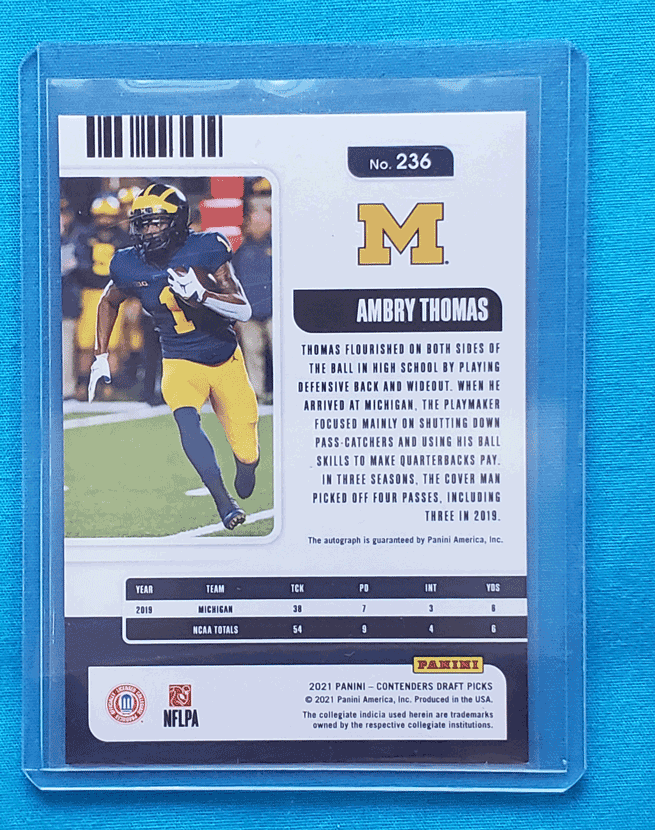 No. 236
M
AMBRY THOMAS
THOMAS FLOURISHED ON BOTH SIDES OF
THE BALL IN HIGH SCHOOL BY PLAYING
DEFENSIVE BACK AND WIDEOUT. WHEN HE
ARRIVED AT MICHIGAN, THE PLAYMAKER
FOCUSED MAINLY ON SHUTTING DOWN
PASS-CATCHERS AND USING HIS BALL
SKILLS TO MAKE QUARTERBACKS PAY.
IN THREE SEASONS, THE COVER MAN
PICKED OFF FOUR PASSES, INCLUDING
THREE IN 2019.
The autograph is guaranteed by Panini America, Inc.
YEAR TEAM TCK PD INT YDS
2019 MICHIGAN 38 7 3 6
NCAA TOTALS 54 9 4 6
PANINI
2021 PANINI – CONTENDERS DRAFT PICKS
© 2021 Panini America, Inc. Produced in the USA.
The collegiate indicia used herein are trademarks
owned by the respective collegiate institutions.
NFLPA
1